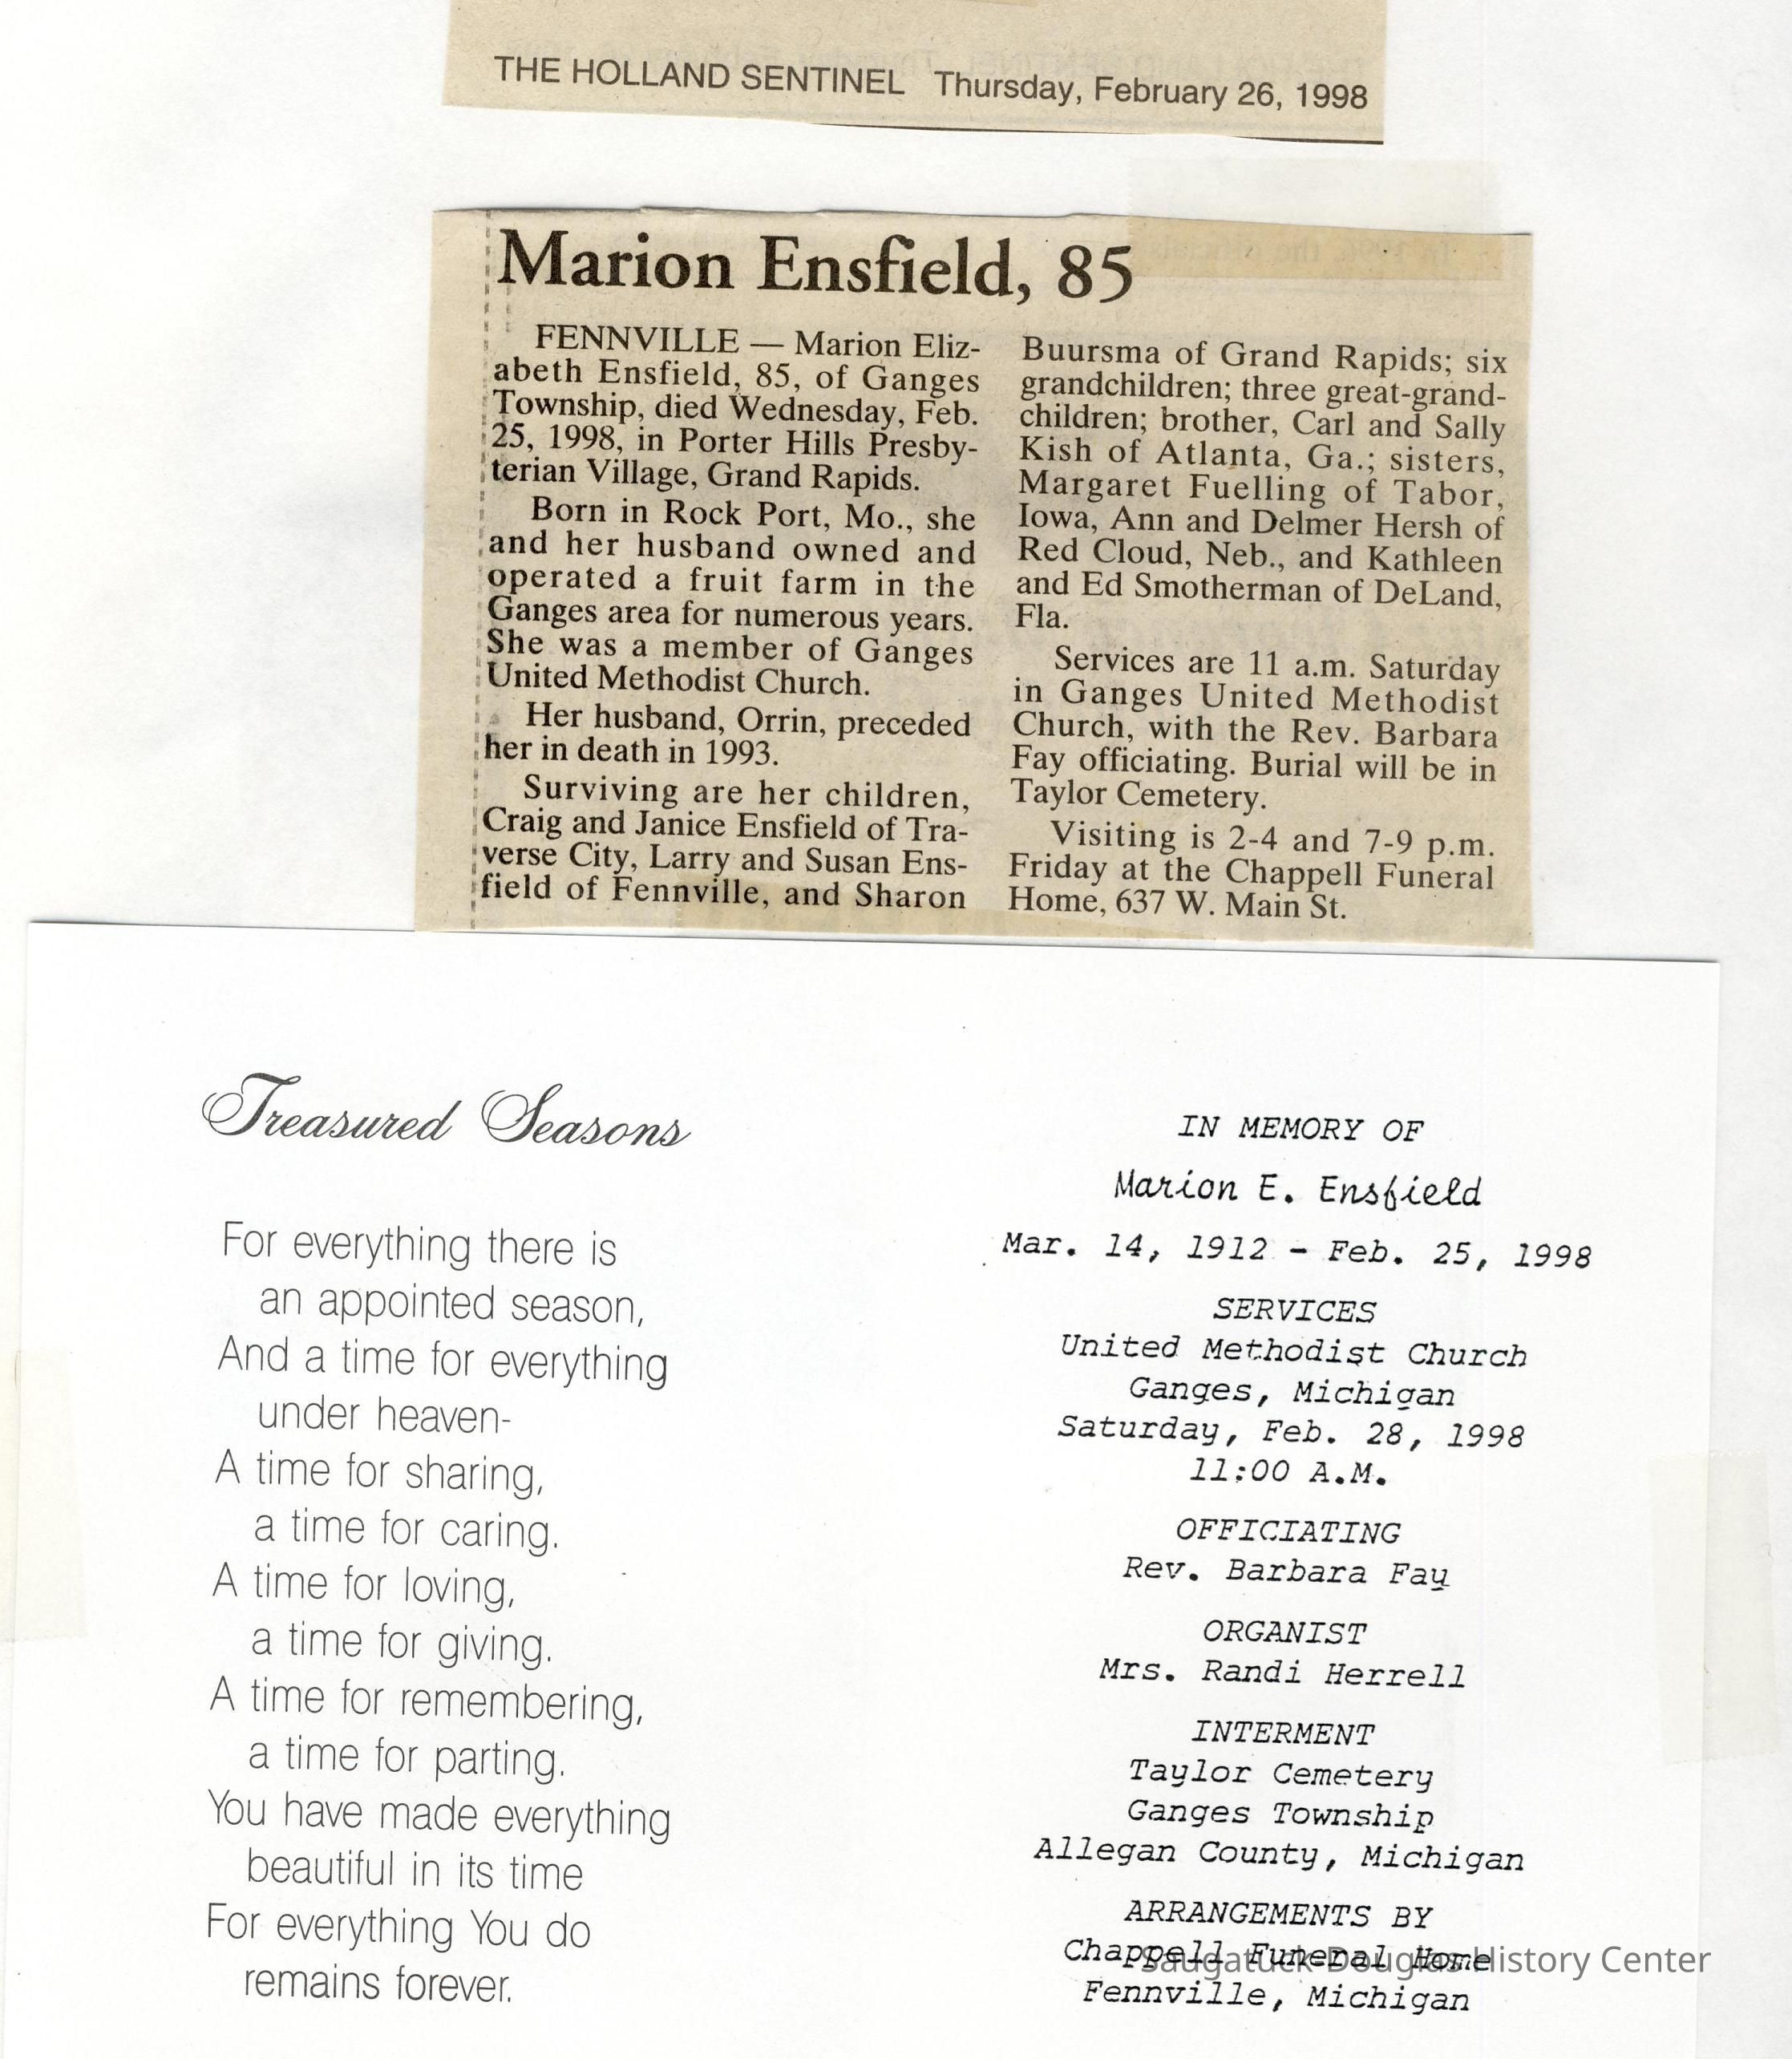 THE HOLLAND SENTINEL Thursday, February 26, 1998
Marion Ensfield, 85
FENNVILLE — Marion Eliz-
abeth Ensfield, 85, of Ganges
Township, died Wednesday, Feb.
25, 1998, in Porter Hills Presby-
terian Village, Grand Rapids.
Born in Rock Port, Mo., she
and her husband owned and
operated a fruit farm in the
Ganges area for numerous years.
She was a member of Ganges
United Methodist Church.
Her husband, Orrin, preceded
her in death in 1993.
Surviving are her children,
Craig and Janice Ensfield of Tra-
verse City, Larry and Susan Ens-
field of Fennville, and Sharon
Buursma of Grand Rapids; six
grandchildren; three great-grand-
children; brother, Carl and Sally
Kish of Atlanta, Ga.; sisters,
Margaret Fuelling of Tabor,
Iowa, Ann and Delmer Hersh of
Red Cloud, Neb., and Kathleen
and Ed Smotherman of DeLand,
Fla.
Services are 11 a.m. Saturday
in Ganges United Methodist
Church, with the Rev. Barbara
Fay officiating. Burial will be in
Taylor Cemetery.
Visiting is 2-4 and 7-9 p.m.
Friday at the Chappell Funeral
Home, 637 W. Main St.
Treasured Seasons
For everything there is
an appointed season,
And a time for everything
under heaven-
A time for sharing,
a time for caring.
A time for loving,
a time for giving.
A time for remembering,
a time for parting.
You have made everything
beautiful in its time
For everything You do
remains forever.
IN MEMORY OF
Marion E. Ensfield
Mar. 14, 1912 - Feb. 25, 1998
SERVICES
United Methodist Church
Ganges, Michigan
Saturday, Feb. 28, 1998
11:00 A.M.
OFFICIATING
Rev. Barbara Fay
ORGANIST
Mrs. Randi Herrell
INTERMENT
Taylor Cemetery
Ganges Township
Allegan County, Michigan
ARRANGEMENTS BY
Chappell Funeral Home
Fennville, Michigan
Saugatuck-Douglas History Center